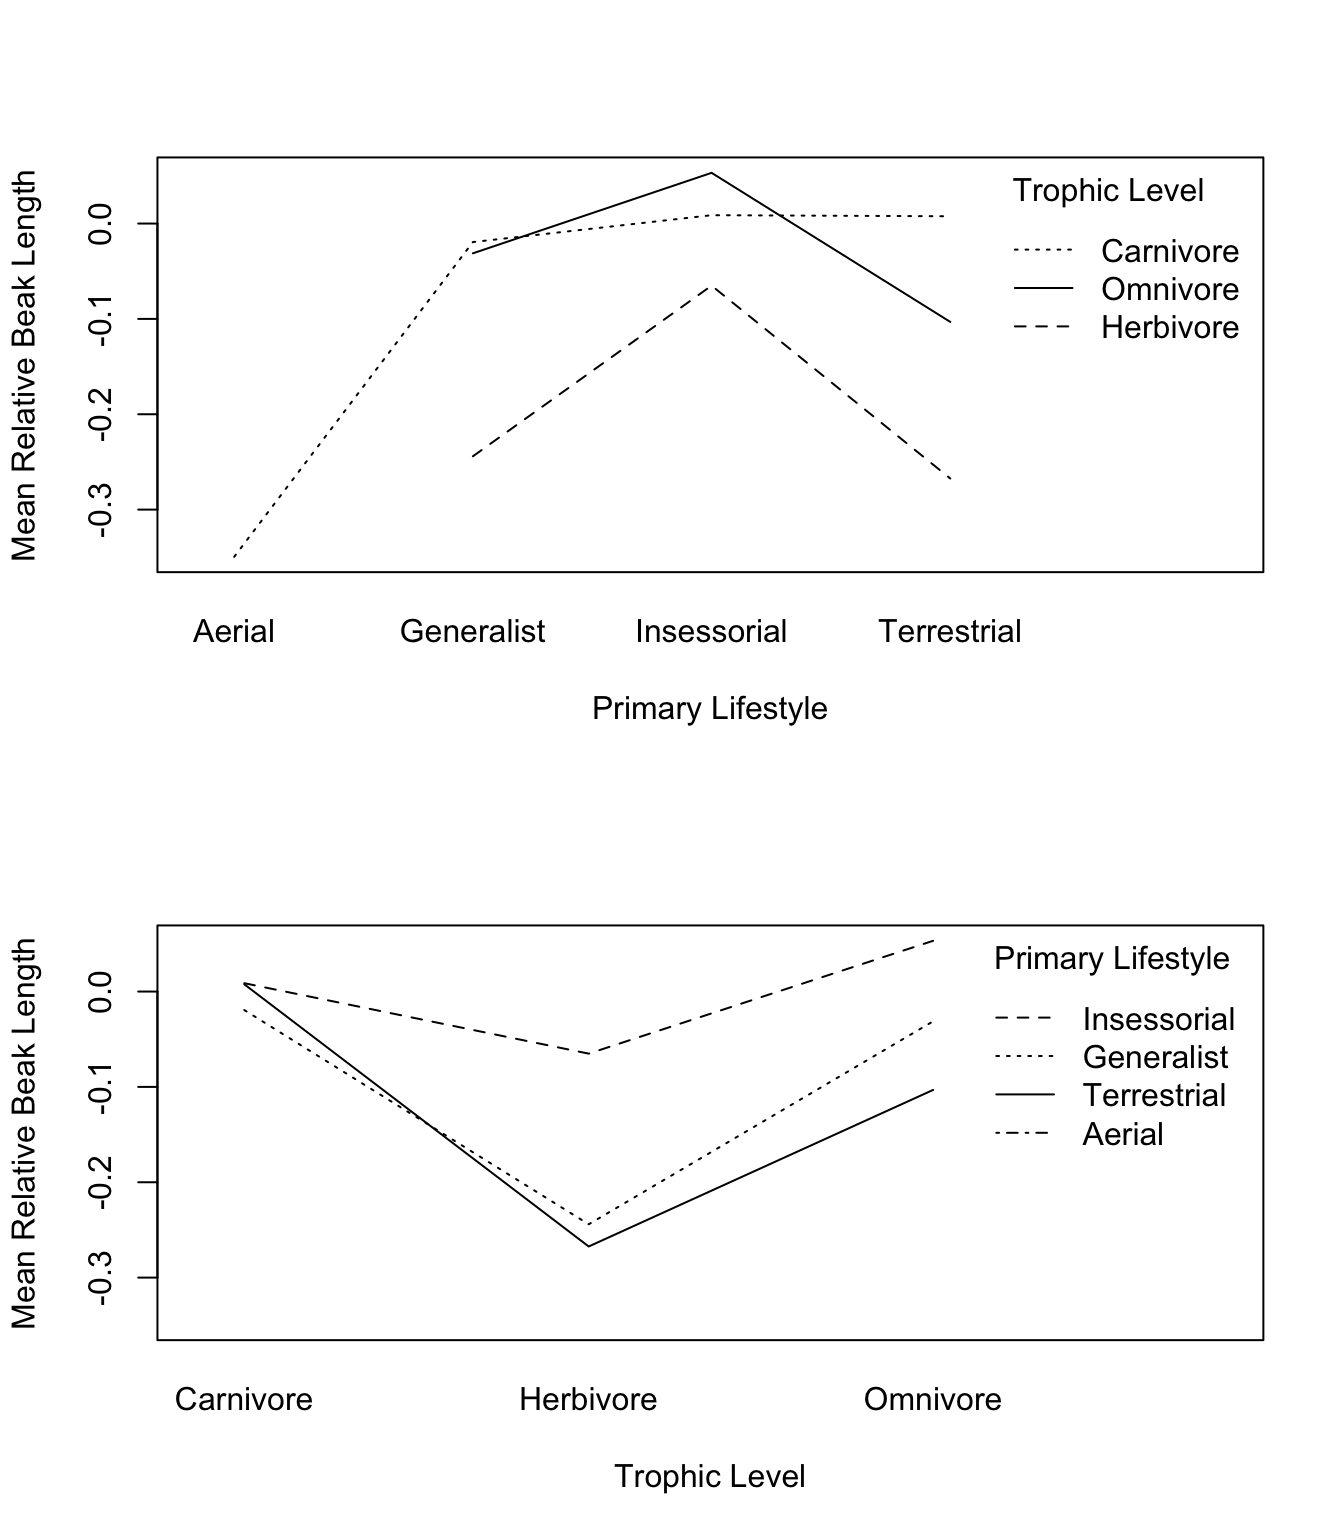 Mean Relative Beak Length
0.0
-0.1
-0.2
-0.3
Trophic Level
Carnivore
Omnivore
Herbivore
Aerial Generalist Insessorial Terrestrial
Primary Lifestyle
Mean Relative Beak Length
0.0
-0.1
-0.2
-0.3
Primary Lifestyle
Insessorial
Generalist
Terrestrial
Aerial
Carnivore Herbivore Omnivore
Trophic Level